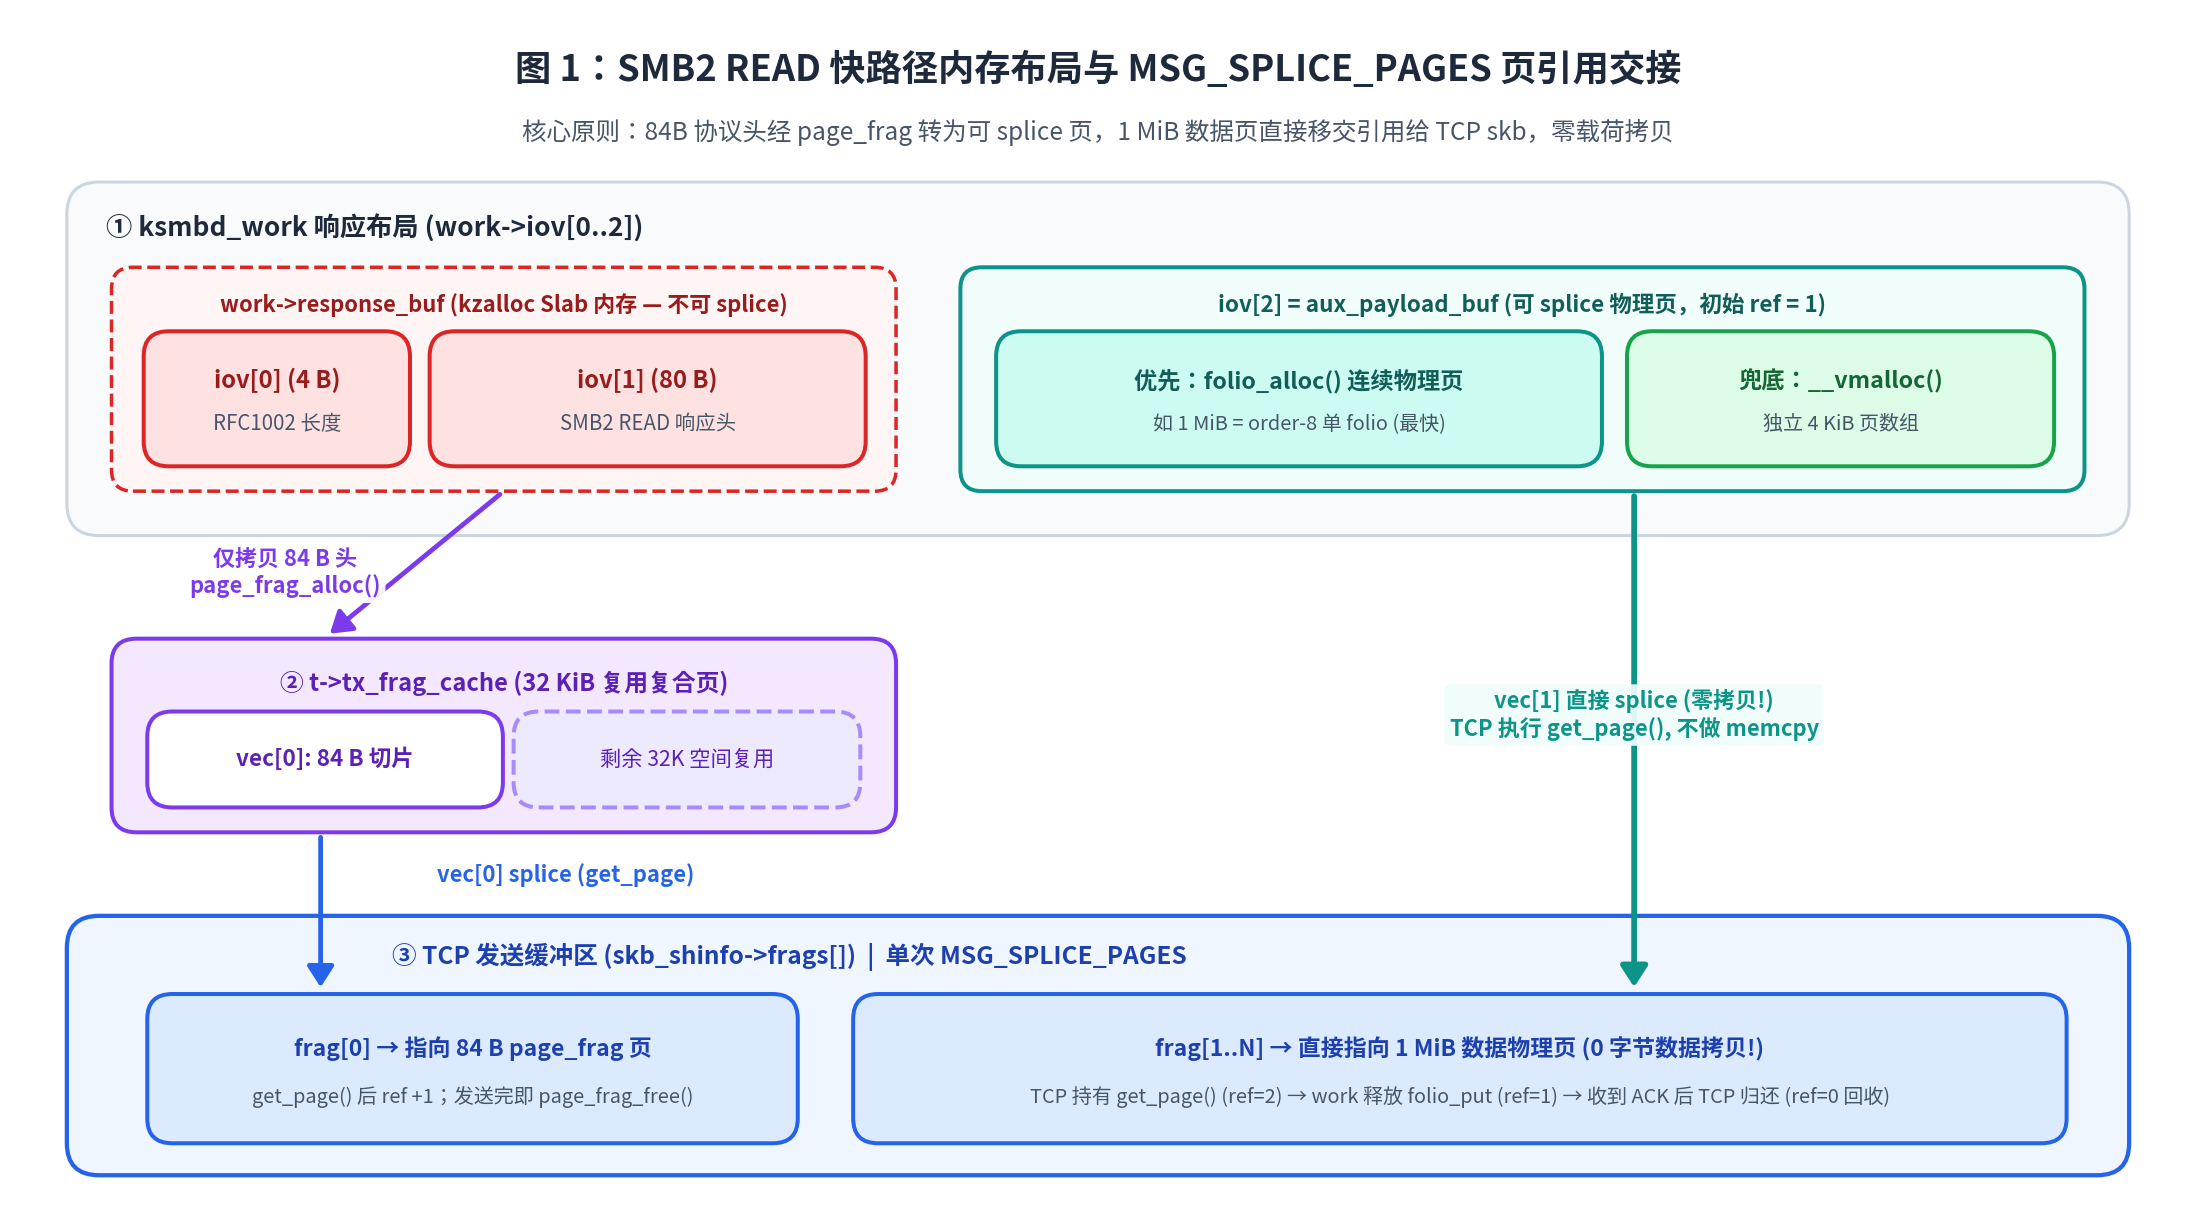 图 1：SMB2 READ 快路径内存布局与 MSG_SPLICE_PAGES 页引用交接
核心原则：84B 协议头经 page_frag 转为可 splice 页，1 MiB 数据页直接移交引用给 TCP skb，零载荷拷贝
① ksmbd_work 响应布局 (work->iov[0..2])
work->response_buf (kzalloc Slab 内存 — 不可 splice)
iov[0] (4 B)
RFC1002 长度
iov[1] (80 B)
SMB2 READ 响应头
iov[2] = aux_payload_buf (可 splice 物理页，初始 ref = 1)
优先：folio_alloc() 连续物理页
如 1 MiB = order-8 单 folio (最快)
兜底：__vmalloc()
独立 4 KiB 页数组
仅拷贝 84 B 头
page_frag_alloc()
② t->tx_frag_cache (32 KiB 复用复合页)
vec[0]: 84 B 切片
剩余 32K 空间复用
vec[1] 直接 splice (零拷贝!)
TCP 执行 get_page(), 不做 memcpy
vec[0] splice (get_page)
③ TCP 发送缓冲区 (skb_shinfo->frags[])｜单次 MSG_SPLICE_PAGES
frag[0] → 指向 84 B page_frag 页
get_page() 后 ref +1；发送完即 page_frag_free()
frag[1..N] → 直接指向 1 MiB 数据物理页 (0 字节数据拷贝!)
TCP 持有 get_page() (ref=2) → work 释放 folio_put (ref=1) → 收到 ACK 后 TCP 归还 (ref=0 回收)